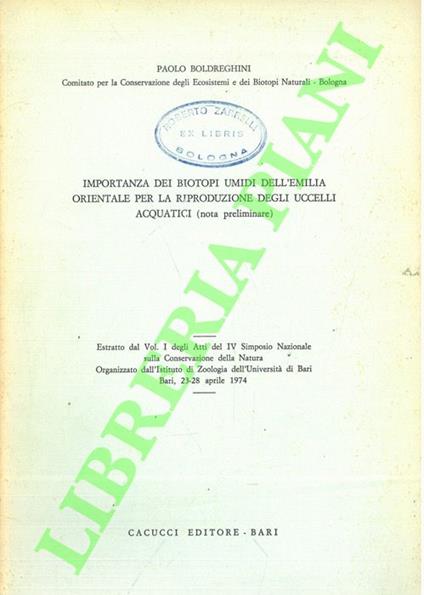 PAOLO BOLDREGHINI
Comitato per la Conservazione degli Ecosistemi e dei Biotopi Naturali - Bologna
ROBERTO ZARRELLI
EX LIBRIS
BOLOGNA
IMPORTANZA DEI BIOTOPI UMIDI DELL'EMILIA
ORIENTALE PER LA RIPRODUZIONE DEGLI UCCELLI
ACQUATICI (nota preliminare)
Estratto dal Vol. I degli Atti del IV Simposio Nazionale
sulla Conservazione della Natura
Organizzato dall'Istituto di Zoologia dell'Università di Bari
Bari, 23-28 aprile 1974
CACUCCI EDITORE - BARI
LIBRERIA PIANI